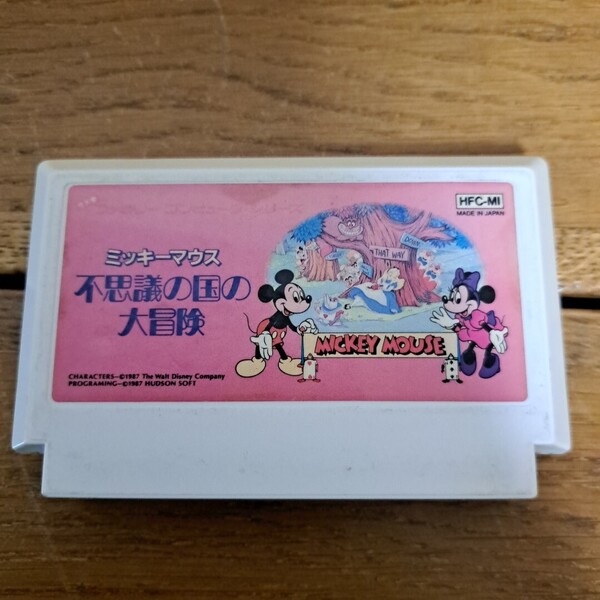 HFC-MI
MADE IN JAPAN
ミッキーマウス
不思議の国の
大冒険
DOWN
THAT WAY
MICKEY MOUSE
CHARACTERS—©1987 The Walt Disney Company
PROGRAMING—©1987 HUDSON SOFT